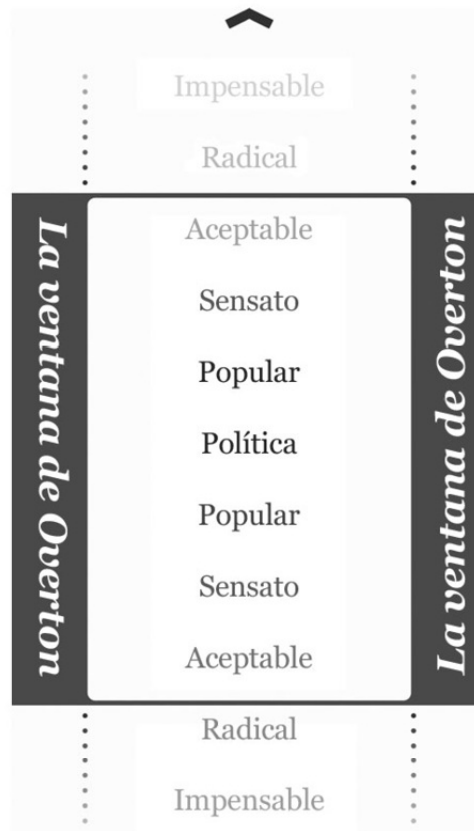 Impensable
Radical
Aceptable
Sensato
Popular
Política
Popular
Sensato
Aceptable
Radical
Impensable
La ventana de Overton
La ventana de Overton